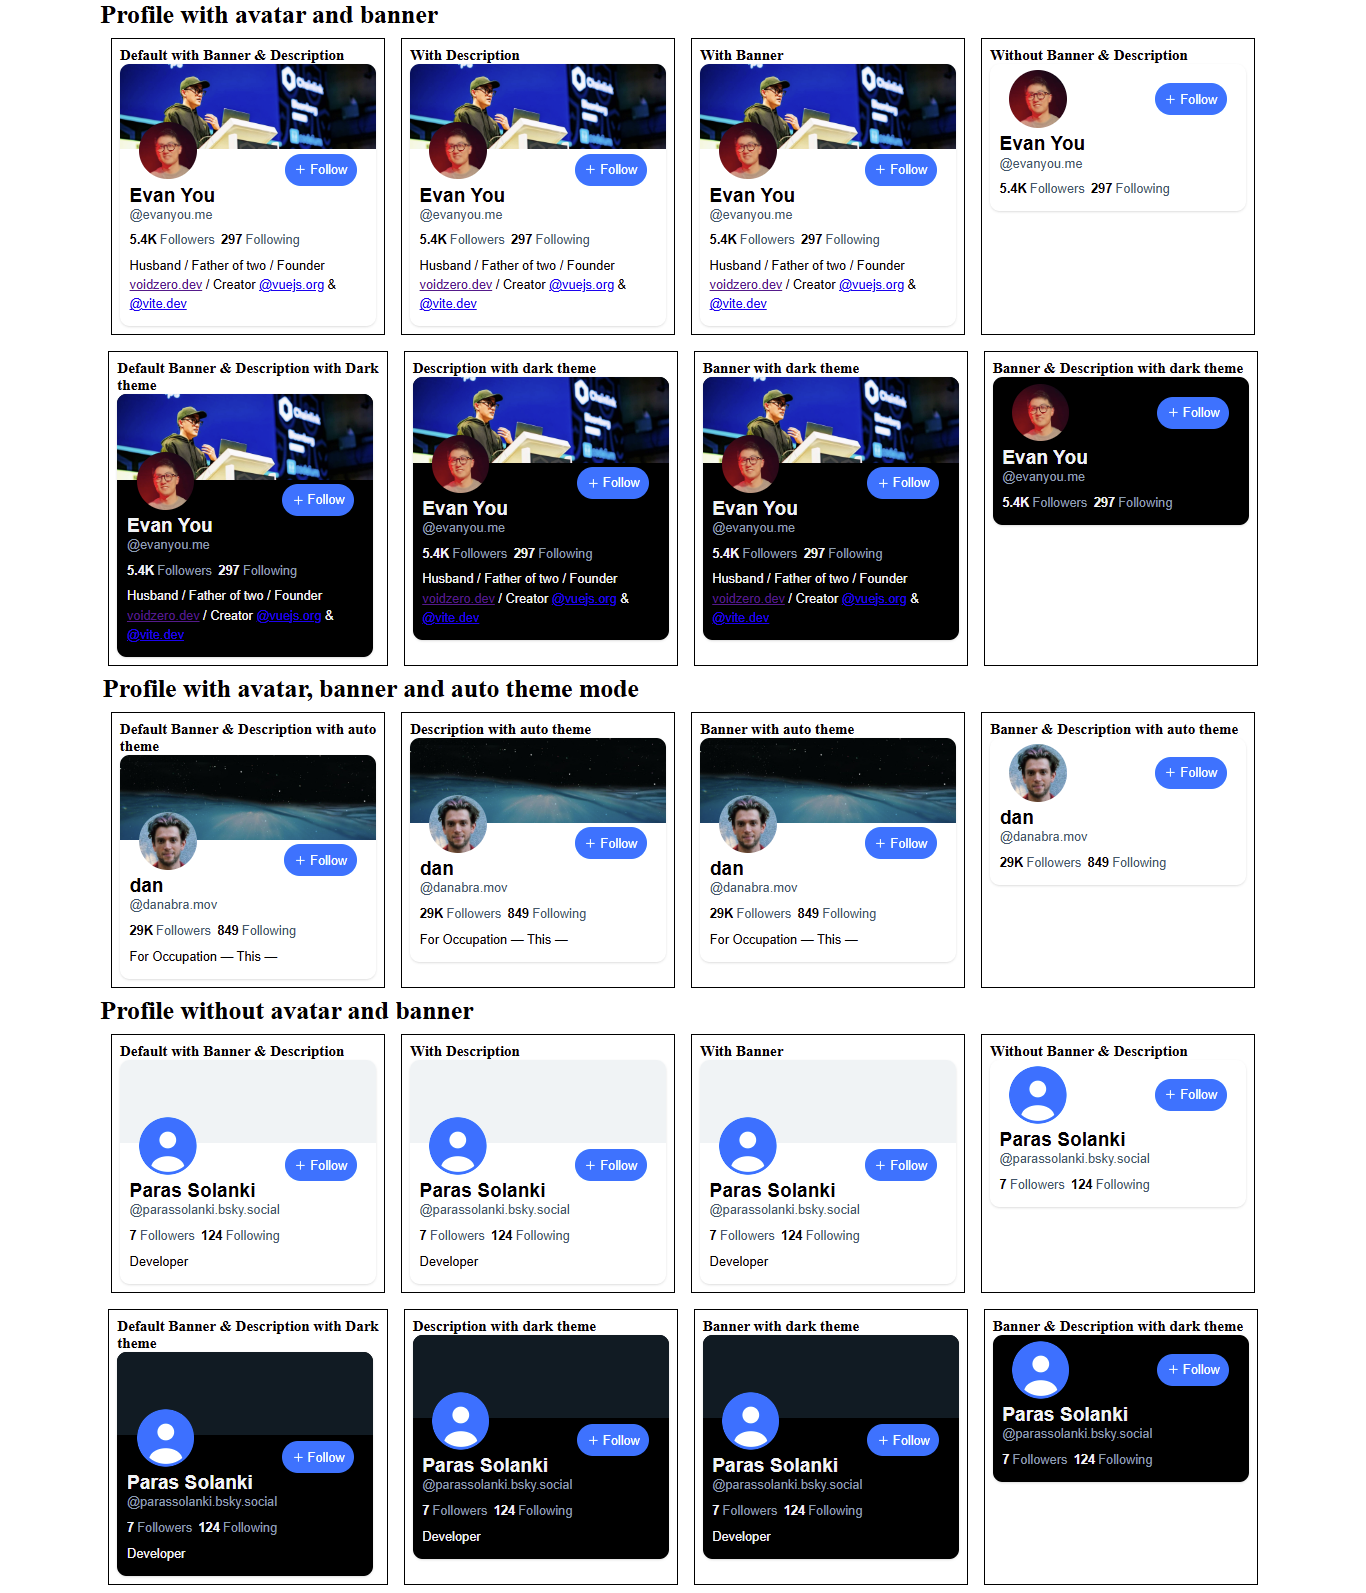 Profile with avatar and banner
Default with Banner & Description
+ Follow
Evan You
@evanyou.me
5.4K Followers 297 Following
Husband / Father of two / Founder
voidzero.dev / Creator @vuejs.org &
@vite.dev
With Description
+ Follow
Evan You
@evanyou.me
5.4K Followers 297 Following
Husband / Father of two / Founder
voidzero.dev / Creator @vuejs.org &
@vite.dev
With Banner
+ Follow
Evan You
@evanyou.me
5.4K Followers 297 Following
Husband / Father of two / Founder
voidzero.dev / Creator @vuejs.org &
@vite.dev
Without Banner & Description
+ Follow
Evan You
@evanyou.me
5.4K Followers 297 Following
Default Banner & Description with Dark
theme
+ Follow
Evan You
@evanyou.me
5.4K Followers 297 Following
Husband / Father of two / Founder
voidzero.dev / Creator @vuejs.org &
@vite.dev
Description with dark theme
+ Follow
Evan You
@evanyou.me
5.4K Followers 297 Following
Husband / Father of two / Founder
voidzero.dev / Creator @vuejs.org &
@vite.dev
Banner with dark theme
+ Follow
Evan You
@evanyou.me
5.4K Followers 297 Following
Husband / Father of two / Founder
voidzero.dev / Creator @vuejs.org &
@vite.dev
Banner & Description with dark theme
+ Follow
Evan You
@evanyou.me
5.4K Followers 297 Following
Profile with avatar, banner and auto theme mode
Default Banner & Description with auto
theme
+ Follow
dan
@danabra.mov
29K Followers 849 Following
For Occupation — This —
Description with auto theme
+ Follow
dan
@danabra.mov
29K Followers 849 Following
For Occupation — This —
Banner with auto theme
+ Follow
dan
@danabra.mov
29K Followers 849 Following
For Occupation — This —
Banner & Description with auto theme
+ Follow
dan
@danabra.mov
29K Followers 849 Following
Profile without avatar and banner
Default with Banner & Description
+ Follow
Paras Solanki
@parassolanki.bsky.social
7 Followers 124 Following
Developer
With Description
+ Follow
Paras Solanki
@parassolanki.bsky.social
7 Followers 124 Following
Developer
With Banner
+ Follow
Paras Solanki
@parassolanki.bsky.social
7 Followers 124 Following
Developer
Without Banner & Description
+ Follow
Paras Solanki
@parassolanki.bsky.social
7 Followers 124 Following
Default Banner & Description with Dark
theme
+ Follow
Paras Solanki
@parassolanki.bsky.social
7 Followers 124 Following
Developer
Description with dark theme
+ Follow
Paras Solanki
@parassolanki.bsky.social
7 Followers 124 Following
Developer
Banner with dark theme
+ Follow
Paras Solanki
@parassolanki.bsky.social
7 Followers 124 Following
Developer
Banner & Description with dark theme
+ Follow
Paras Solanki
@parassolanki.bsky.social
7 Followers 124 Following